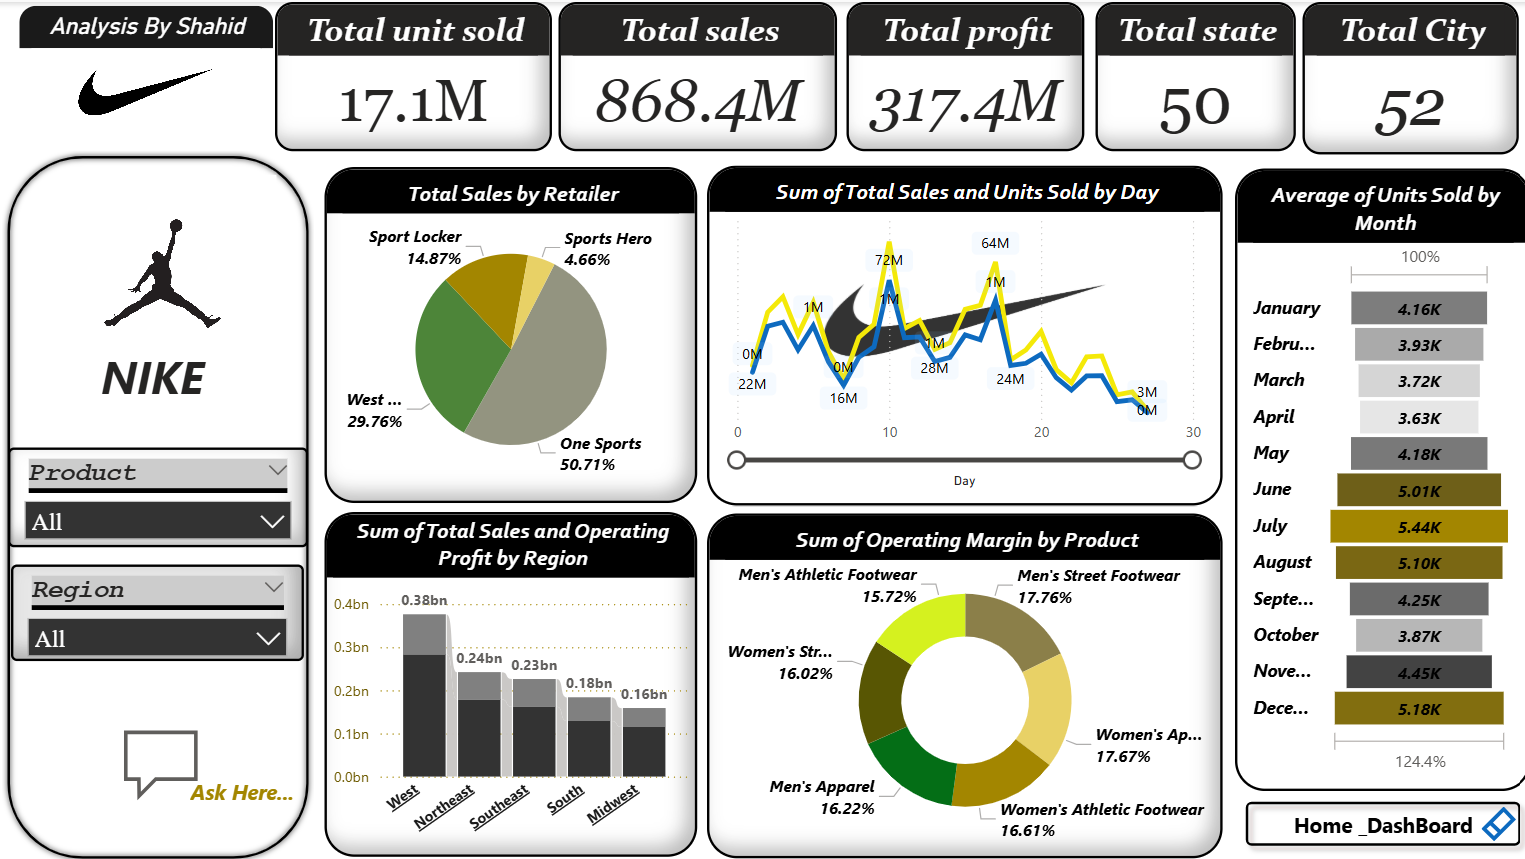 Analysis By Shahid
Total unit sold
17.1M
Total sales
868.4M
Total profit
317.4M
Total state
50
Total City
52
NIKE
Product
All
Region
All
Ask Here...
Total Sales by Retailer
Sport Locker
14.87%
Sports Hero
4.66%
West ...
29.76%
One Sports
50.71%
Sum of Total Sales and Units Sold by Day
72M
64M
1M
1M
1M
1M
0M
22M
0M
16M
28M
24M
3M
0M
0
10
20
30
Day
Sum of Total Sales and Operating
Profit by Region
0.4bn
0.3bn
0.2bn
0.1bn
0.0bn
0.38bn
0.24bn
0.23bn
0.18bn
0.16bn
West
Northeast
Southeast
South
Midwest
Sum of Operating Margin by Product
Men's Athletic Footwear
15.72%
Men's Street Footwear
17.76%
Women's Str...
16.02%
Women's Ap...
17.67%
Men's Apparel
16.22%
Women's Athletic Footwear
16.61%
Average of Units Sold by
Month
100%
January 4.16K
Febru... 3.93K
March 3.72K
April 3.63K
May 4.18K
June 5.01K
July 5.44K
August 5.10K
Septe... 4.25K
October 3.87K
Nove... 4.45K
Dece... 5.18K
124.4%
Home _DashBoard